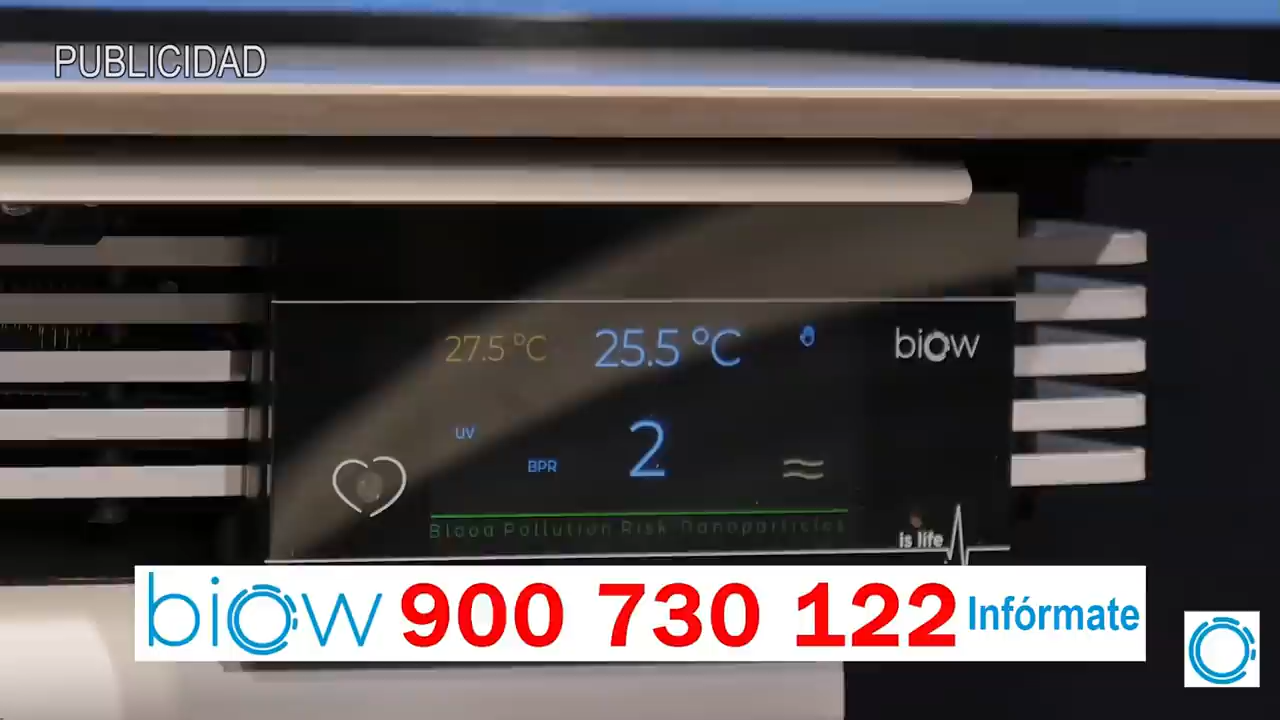 PUBLICIDAD
27.5 °C 25.5 °C
biow
UV
BPR 2
Blood Pollution Risk Nanoparticles
is life
biow 900 730 122 Infórmate